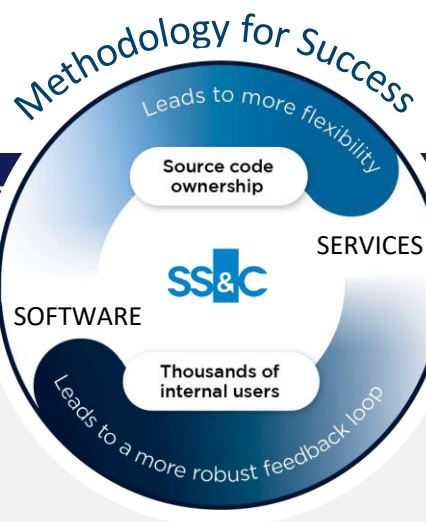 Methodology for Success
Leads to more flexibility
Source code
ownership
SERVICES
SS&C
SOFTWARE
Thousands of
internal users
Leads to a more robust feedback loop